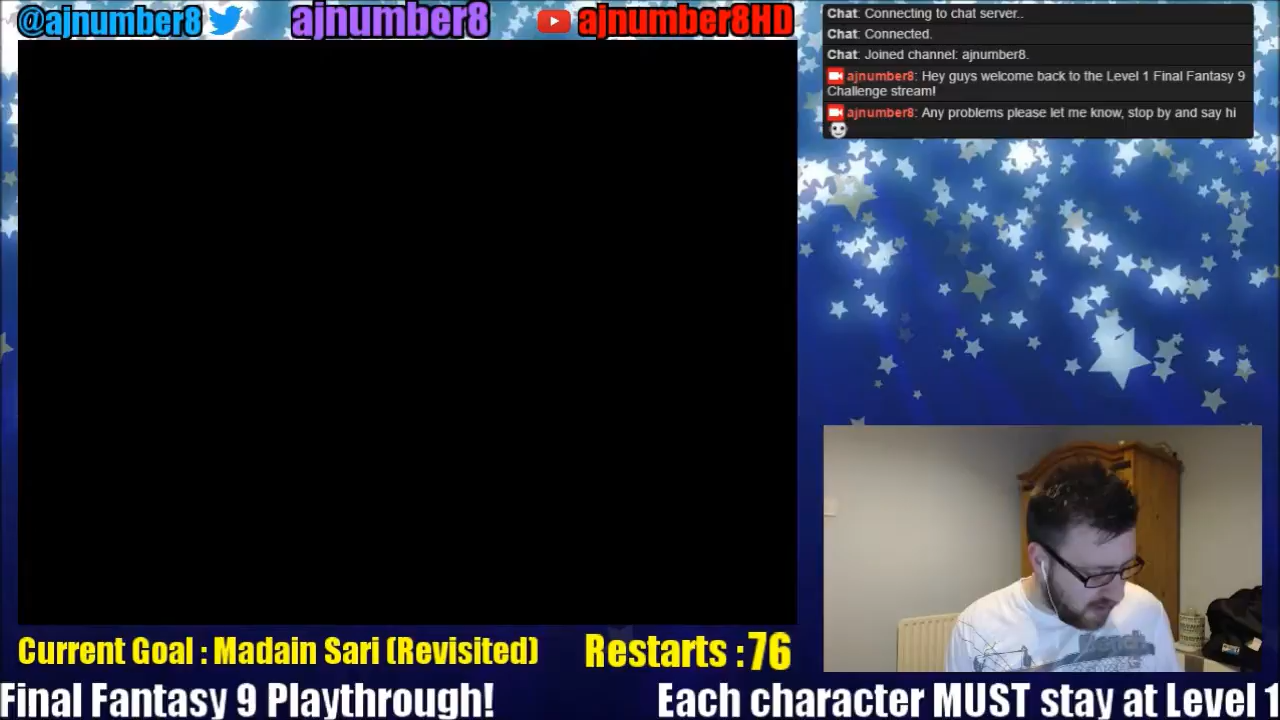 @ajnumber8
ajnumber8
ajnumber8HD
Chat: Connecting to chat server..
Chat: Connected.
Chat: Joined channel: ajnumber8.
ajnumber8: Hey guys welcome back to the Level 1 Final Fantasy 9
Challenge stream!
ajnumber8: Any problems please let me know, stop by and say hi
Current Goal : Madain Sari (Revisited)
Restarts : 76
Final Fantasy 9 Playthrough!
Each character MUST stay at Level 1